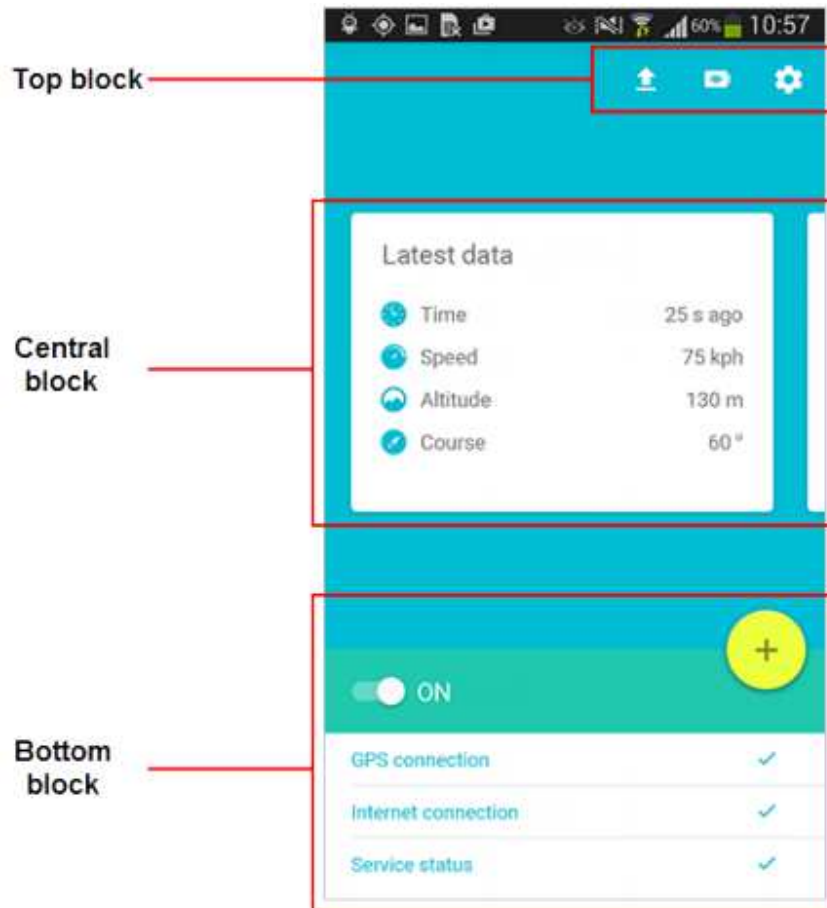 60% 10:57
Top block
Latest data
Time 25 s ago
Speed 75 kph
Altitude 130 m
Course 60 °
Central
block
+
ON
Bottom
block
GPS connection
Internet connection
Service status